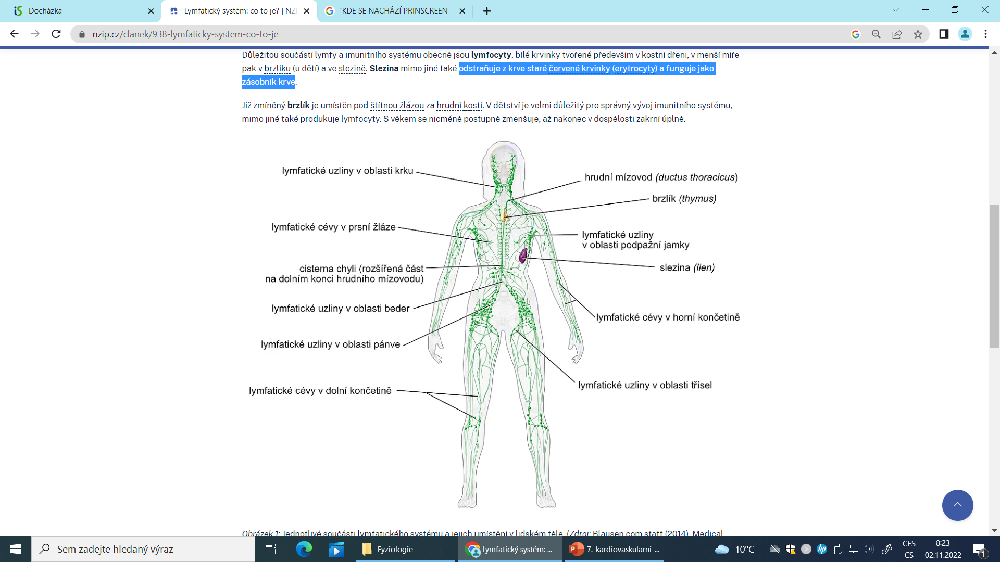 Docházka
Lymfatický systém: co to je? | NZ
´KDE SE NACHÁZÍ PRINSCREEN -
nzip.cz/clanek/938-lymfaticky-system-co-to-je
Důležitou součástí lymfy a imunitního systému obecně jsou lymfocyty, bílé krvinky tvořené především v kostní dřeni, v menší míře
pak v brzlíku (u dětí) a ve slezině. Slezina mimo jiné také odstraňuje z krve staré červené krvinky (erytrocyty) a funguje jako
zásobník krve.
Již zmíněný brzlík je umístěn pod štítnou žlázou za hrudní kostí. V dětství je velmi důležitý pro správný vývoj imunitního systému,
mimo jiné také produkuje lymfocyty. S věkem se nicméně postupně zmenšuje, až nakonec v dospělosti zakrní úplně.
lymfatické uzliny v oblasti krku
hrudní mízovod (ductus thoracicus)
brzlík (thymus)
lymfatické cévy v prsní žláze
lymfatické uzliny
v oblasti podpažní jamky
cisterna chyli (rozšířená část
na dolním konci hrudního mízovodu)
slezina (lien)
lymfatické uzliny v oblasti beder
lymfatické cévy v horní končetině
lymfatické uzliny v oblasti pánve
lymfatické uzliny v oblasti třísel
lymfatické cévy v dolní končetině
Obrázek 1: Jednotlivé součásti lymfatického systému a jejich umístění v lidském těle. (Zdroj: Blausen.com staff (2014). Medical
Sem zadejte hledaný výraz
Fyziologie
Lymfatický systém: ...
7._kardiovaskularni_...
10°C
CES
CS
8:23
02.11.2022
1